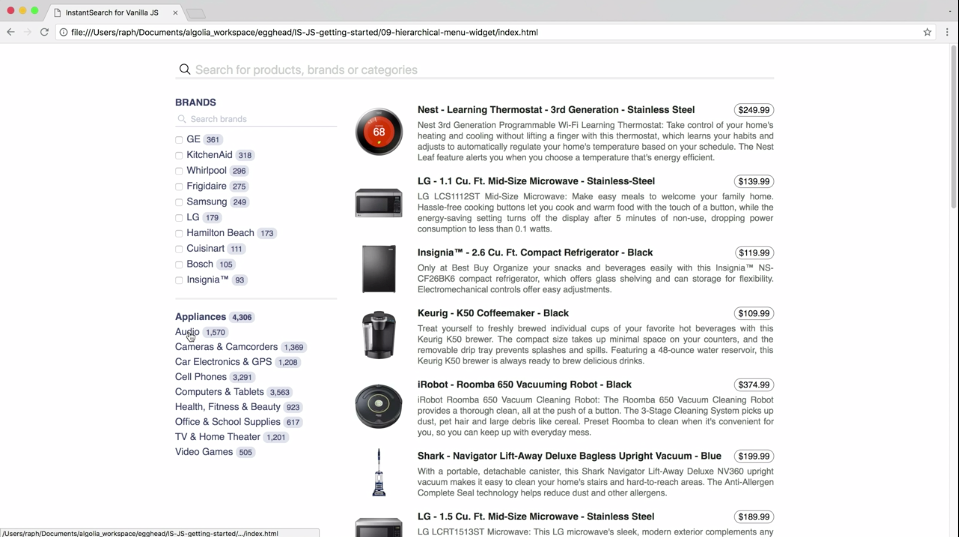 InstantSearch for Vanilla JS
file:///Users/raph/Documents/algolia_workspace/egghead/IS-JS-getting-started/09-hierarchical-menu-widget/index.html
Search for products, brands or categories
BRANDS
Search brands
GE 361
KitchenAid 318
Whirlpool 296
Frigidaire 275
Samsung 249
LG 179
Hamilton Beach 173
Cuisinart 111
Bosch 105
Insignia™ 93
Appliances 4,306
Audio 1,570
Cameras & Camcorders 1,369
Car Electronics & GPS 1,208
Cell Phones 3,291
Computers & Tablets 3,563
Health, Fitness & Beauty 923
Office & School Supplies 617
TV & Home Theater 1,201
Video Games 505
Nest - Learning Thermostat - 3rd Generation - Stainless Steel $249.99
Nest 3rd Generation Programmable Wi-Fi Learning Thermostat: Take control of your home's
heating and cooling without lifting a finger with this thermostat, which learns your habits and
adjusts to automatically regulate your home's temperature based on your schedule. The Nest
Leaf feature alerts you when you choose a temperature that's energy efficient.
68
LG - 1.1 Cu. Ft. Mid-Size Microwave - Stainless-Steel $139.99
LG LCS1112ST Mid-Size Microwave: Make easy meals to welcome your family home.
Hassle-free cooking buttons let you cook and warm food with the touch of a button, while the
energy-saving setting turns off the display after 5 minutes of non-use, dropping power
consumption to less than 0.1 watts.
Insignia™ - 2.6 Cu. Ft. Compact Refrigerator - Black $119.99
Only at Best Buy Organize your snacks and beverages easily with this Insignia™ NS-
CF26BK6 compact refrigerator, which offers glass shelving and can storage for flexibility.
Electromechanical controls offer easy adjustments.
Keurig - K50 Coffeemaker - Black $109.99
Treat yourself to freshly brewed individual cups of your favorite hot beverages with this
Keurig K50 brewer. The compact size takes up minimal space on your counters, and the
removable drip tray prevents splashes and spills. Featuring a 48-ounce water reservoir, this
Keurig K50 brewer is always ready to brew delicious drinks.
iRobot - Roomba 650 Vacuuming Robot - Black $374.99
iRobot Roomba 650 Vacuum Cleaning Robot: The Roomba 650 Vacuum Cleaning Robot
provides a thorough clean, all at the push of a button. The 3-Stage Cleaning System picks up
dust, pet hair and large debris like cereal. Preset Roomba to clean when it's convenient for
you, so you can keep up with everyday mess.
Shark - Navigator Lift-Away Deluxe Bagless Upright Vacuum - Blue $199.99
With a portable, detachable canister, this Shark Navigator Lift-Away Deluxe NV360 upright
vacuum makes it easy to clean your home's stairs and hard-to-reach areas. The Anti-Allergen
Complete Seal technology helps reduce dust and other allergens.
LG - 1.5 Cu. Ft. Mid-Size Microwave - Stainless Steel $189.99
LG LCRT1513ST Microwave: This LG microwave's sleek, modern exterior complements any
/Users/raph/Documents/algolia_workspace/egghead/IS-JS-getting-started/.../index.html